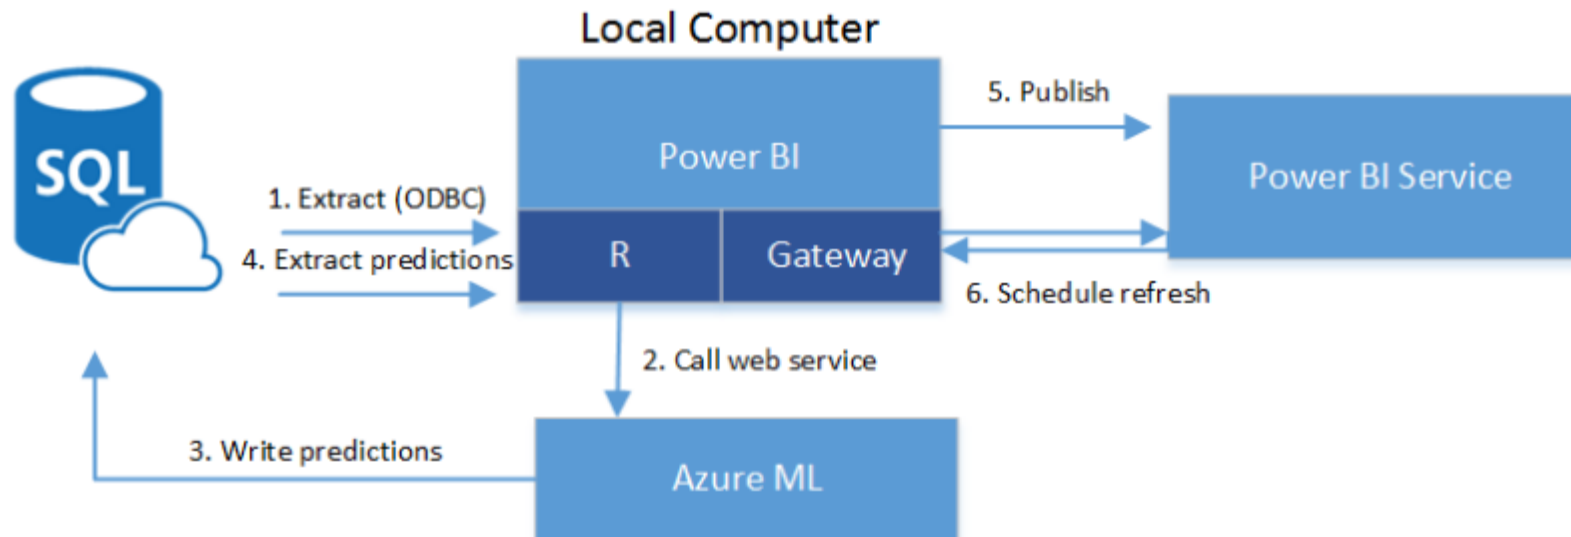 Local Computer
SQL
Power BI
R
Gateway
1. Extract (ODBC)
4. Extract predictions
5. Publish
Power BI Service
6. Schedule refresh
2. Call web service
3. Write predictions
Azure ML